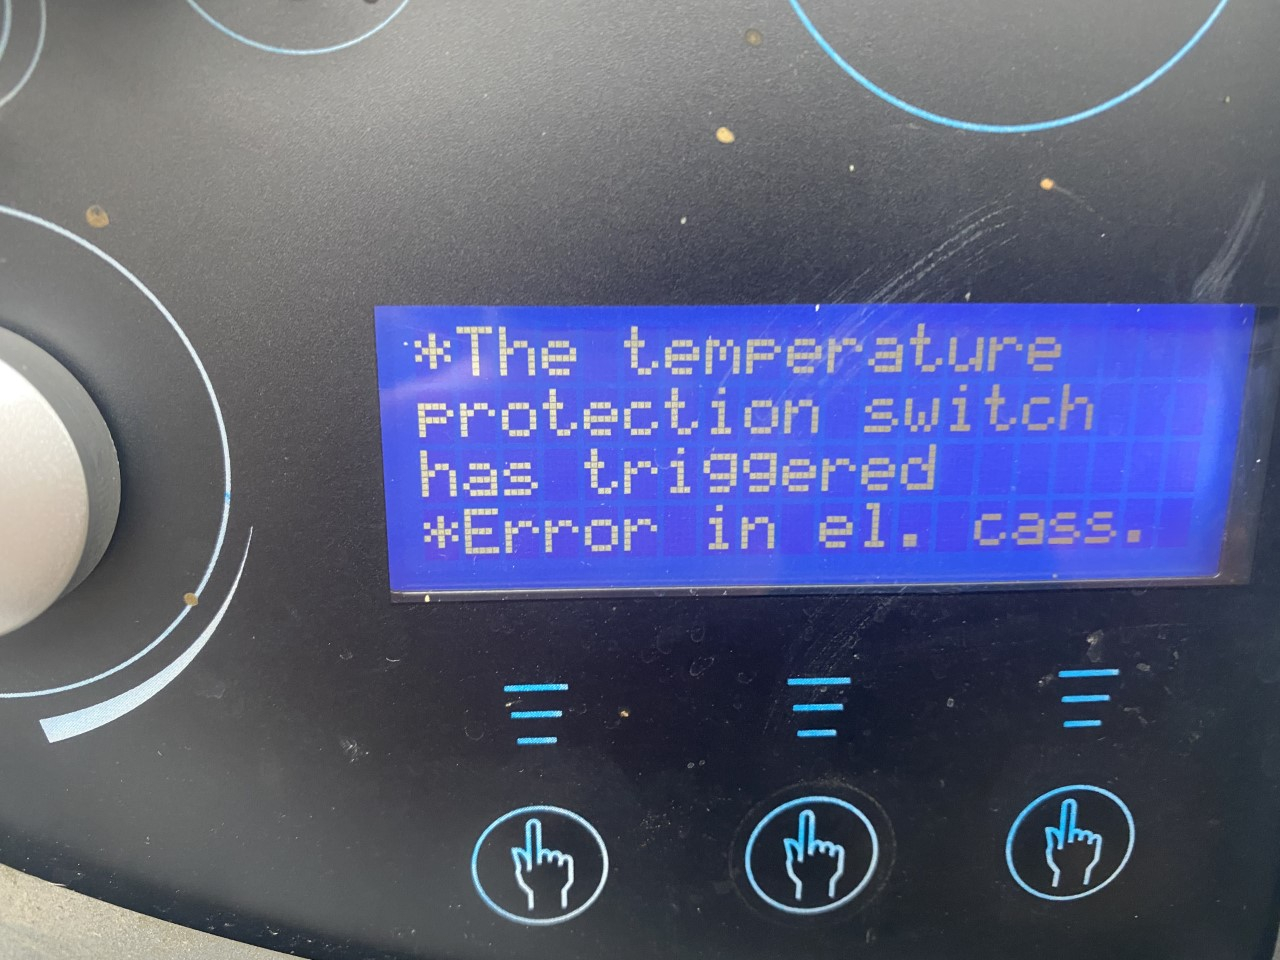 *The temperature
protection switch
has triggered
*Error in el. cass.